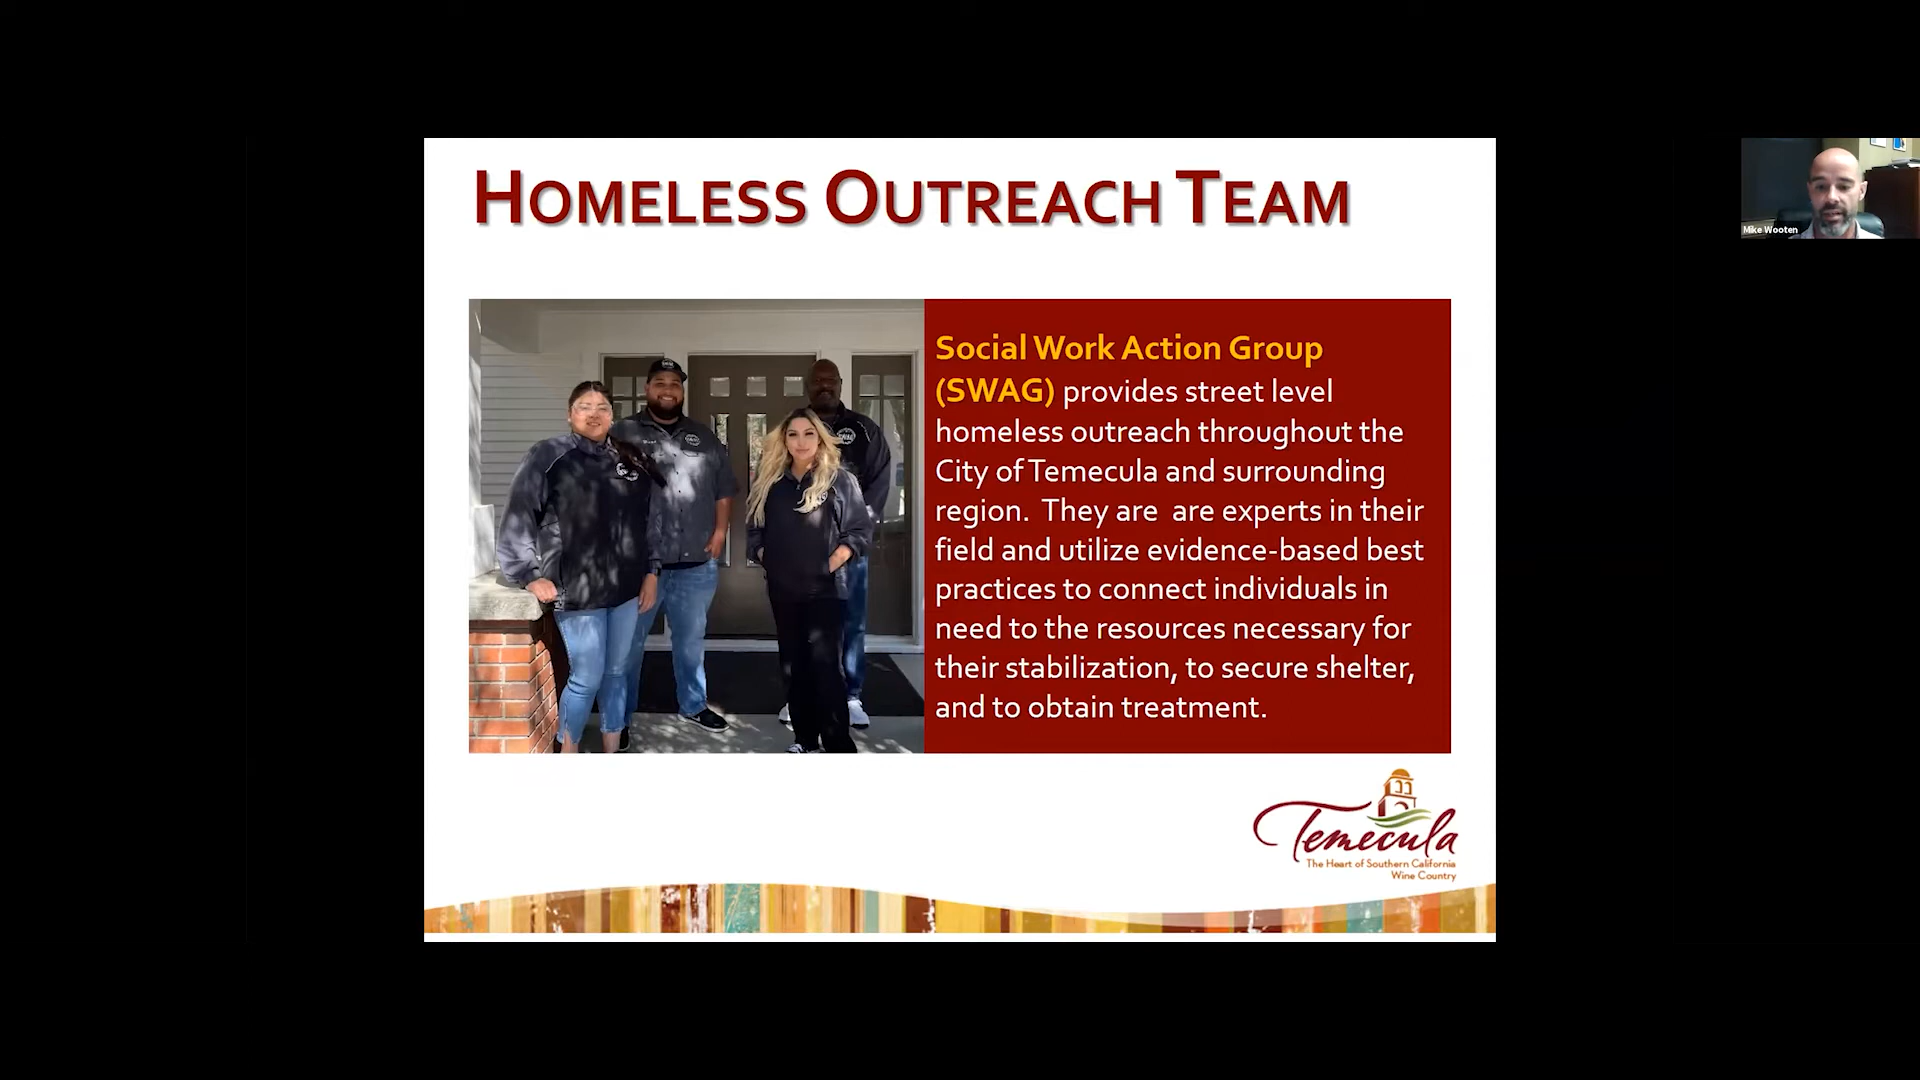 HOMELESS OUTREACH TEAM
Mike Wooten
Social Work Action Group
(SWAG) provides street level
homeless outreach throughout the
City of Temecula and surrounding
region. They are are experts in their
field and utilize evidence-based best
practices to connect individuals in
need to the resources necessary for
their stabilization, to secure shelter,
and to obtain treatment.
Temecula
The Heart of Southern California
Wine Country